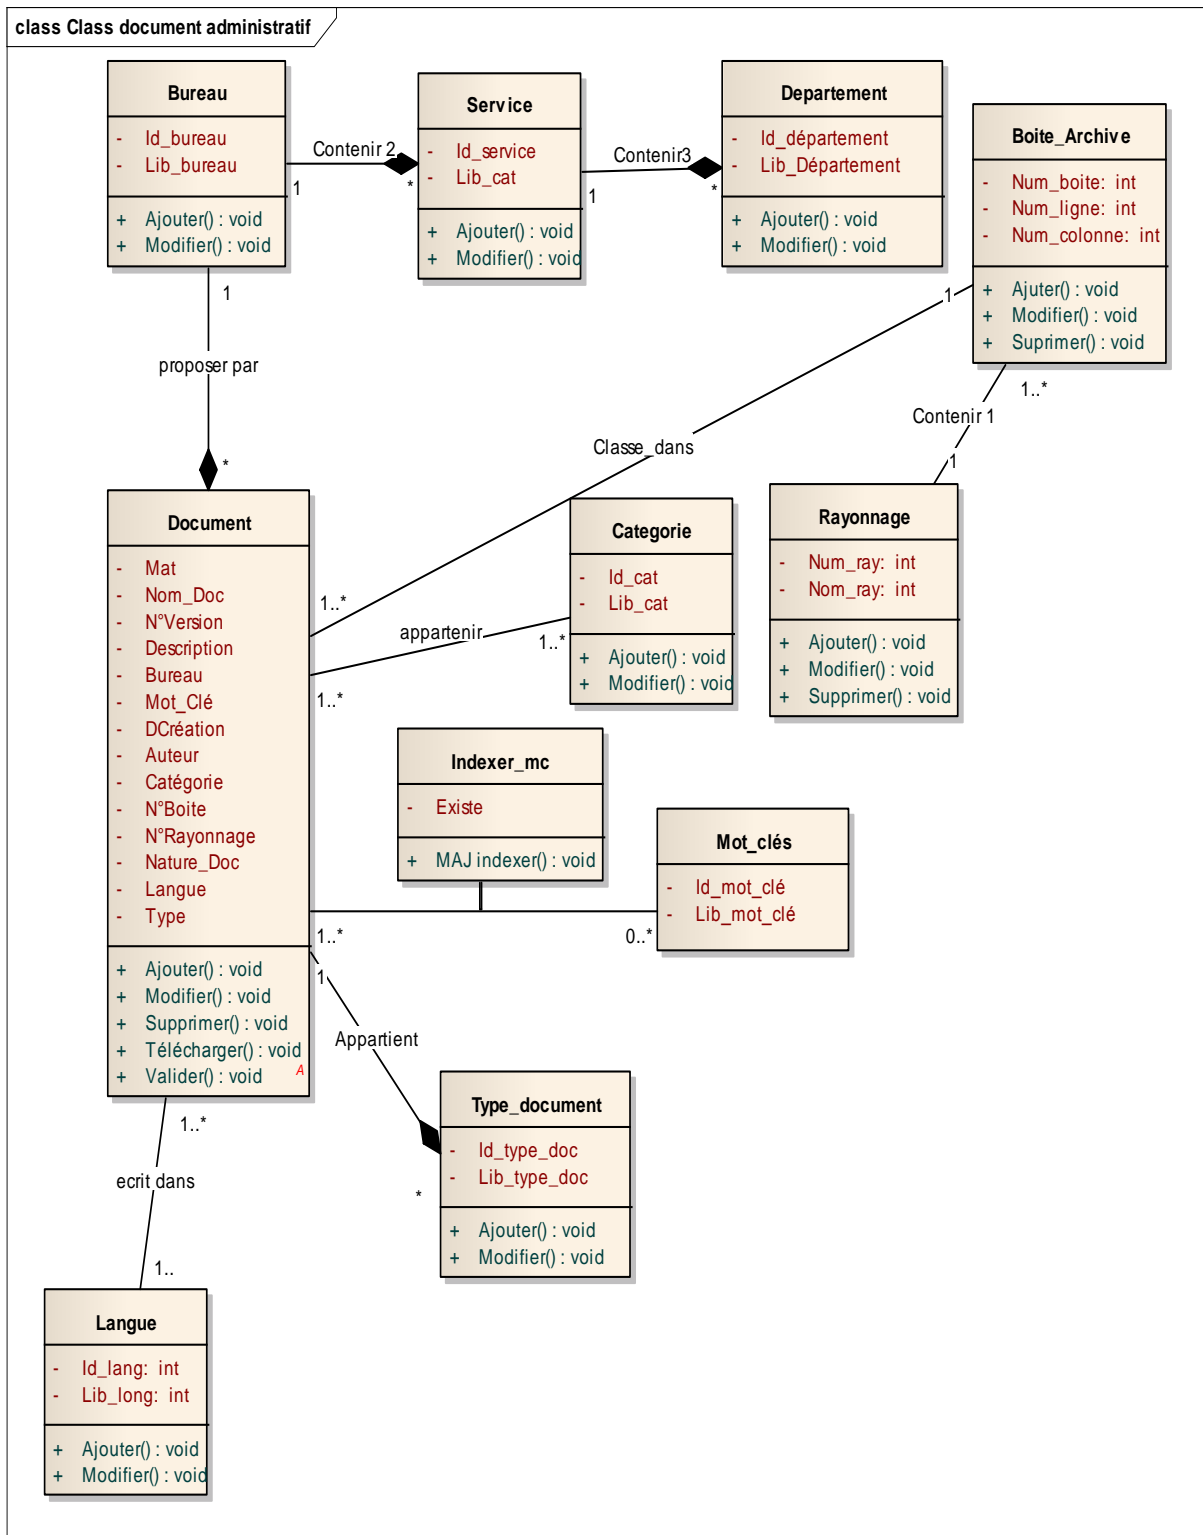 class Class document administratif
Bureau
- Id_bureau
- Lib_bureau
+ Ajouter() : void
+ Modifier() : void
Contenir 2
1
*
Service
- Id_service
- Lib_cat
+ Ajouter() : void
+ Modifier() : void
Contenir3
1
*
Departement
- Id_département
- Lib_Département
+ Ajouter() : void
+ Modifier() : void
Boite_Archive
- Num_boite: int
- Num_ligne: int
- Num_colonne: int
+ Ajuter() : void
+ Modifier() : void
+ Suprimer() : void
1
proposer par
*
1
Classe_dans
1..*
1..*
Contenir 1
1
Rayonnage
- Num_ray: int
- Nom_ray: int
+ Ajouter() : void
+ Modifier() : void
+ Supprimer() : void
Categorie
- Id_cat
- Lib_cat
+ Ajouter() : void
+ Modifier() : void
appartenir
1..*
1..*
Document
- Mat
- Nom_Doc
- N°Version
- Description
- Bureau
- Mot_Clé
- DCréation
- Auteur
- Catégorie
- N°Boite
- N°Rayonnage
- Nature_Doc
- Langue
- Type
+ Ajouter() : void
+ Modifier() : void
+ Supprimer() : void
+ Télécharger() : void
+ Valider() : void
A
Indexer_mc
- Existe
+ MAJ indexer() : void
1..*
0..*
Mot_clés
- Id_mot_clé
- Lib_mot_clé
1
Appartient
*
Type_document
- Id_type_doc
- Lib_type_doc
+ Ajouter() : void
+ Modifier() : void
1..*
ecrit dans
1..
Langue
- Id_lang: int
- Lib_long: int
+ Ajouter() : void
+ Modifier() : void